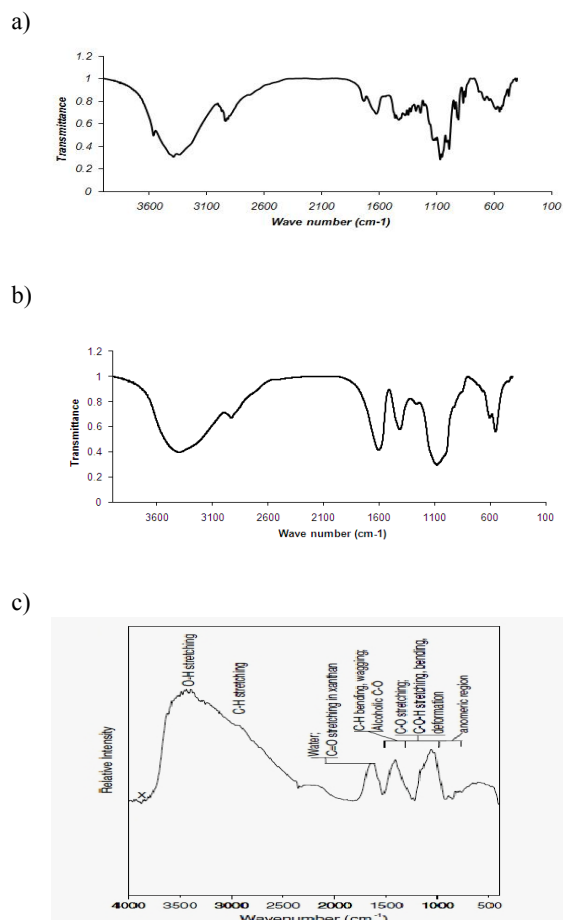 a)
1.2
1
0.8
0.6
0.4
0.2
0
Transmittance
3600 3100 2600 2100 1600 1100 600 100
Wave number (cm-1)
b)
1.2
1
0.8
0.6
0.4
0.2
0
Transmittance
3600 3100 2600 2100 1600 1100 600 100
Wave number (cm-1)
c)
O-H stretching
C-H stretching
Water;
C=O stretching in xanthan
C-H bending, wagging;
Alcoholic C-O
C-O stretching;
C-O-H stretching, bending,
deformation
anomeric region
Relative Intensity
x
4000 3500 3000 2500 2000 1500 1000 500
Wavenumber (cm-1)